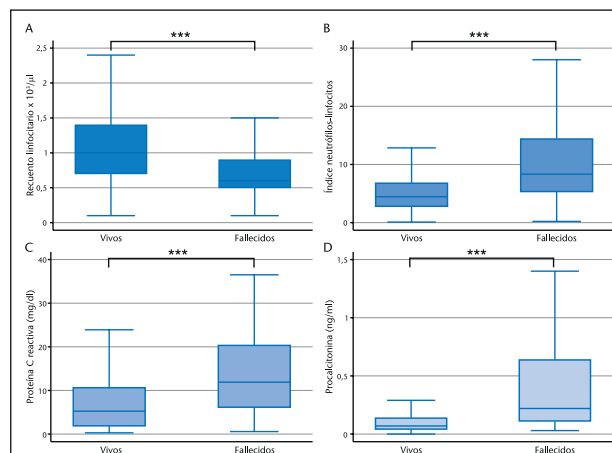 A
***
Recuento linfocitario x 10³/µl
2,5
2
1,5
1
0,5
0
Vivos
Fallecidos
B
***
Índice neutrófilos-linfocitos
30
20
10
0
Vivos
Fallecidos
C
***
Proteína C reactiva (mg/dl)
40
30
20
10
0
Vivos
Fallecidos
D
***
Procalcitonina (ng/ml)
1,5
1
0,5
0
Vivos
Fallecidos